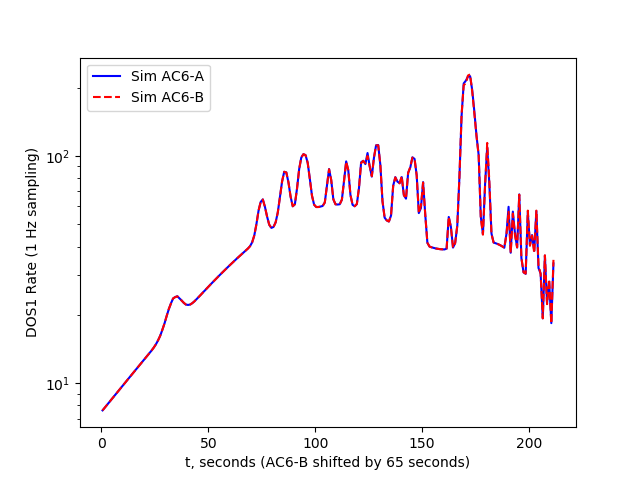 Sim AC6-A
Sim AC6-B
DOS1 Rate (1 Hz sampling)
10²
10¹
0 50 100 150 200
t, seconds (AC6-B shifted by 65 seconds)